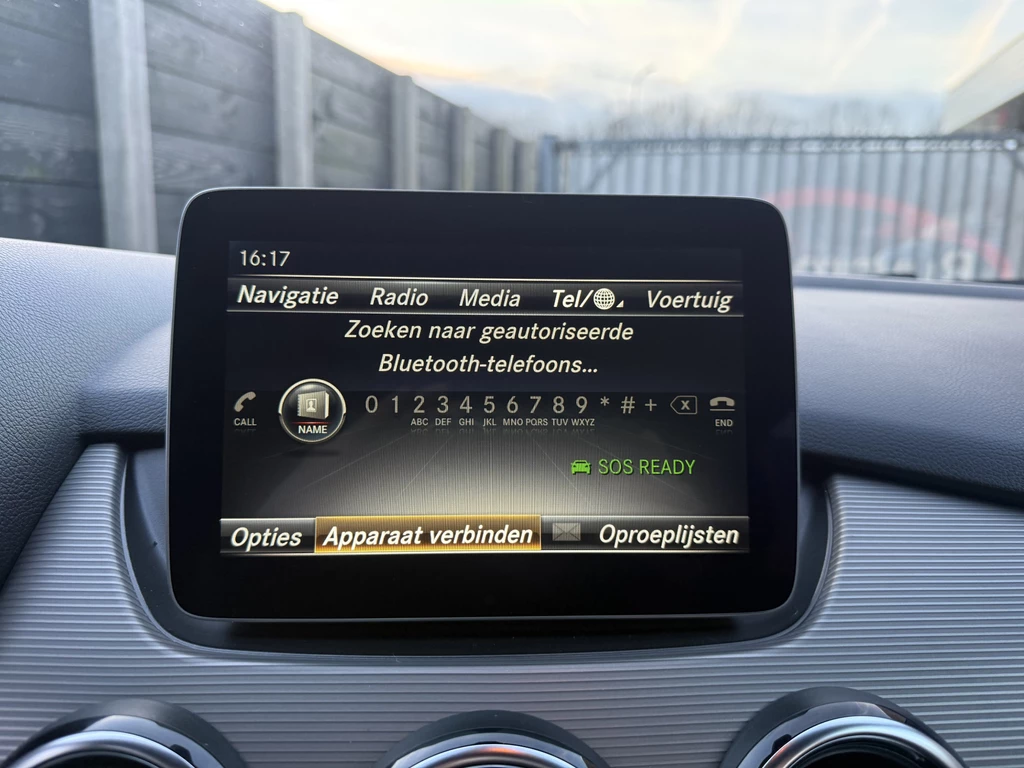 16:17
Navigatie Radio Media Tel/ Voertuig
Zoeken naar geautoriseerde
Bluetooth-telefoons...
CALL NAME 0 1 2 3 4 5 6 7 8 9 * # + X END
ABC DEF GHI JKL MNO PQRS TUV WXYZ
SOS READY
Opties Apparaat verbinden Oproeplijsten